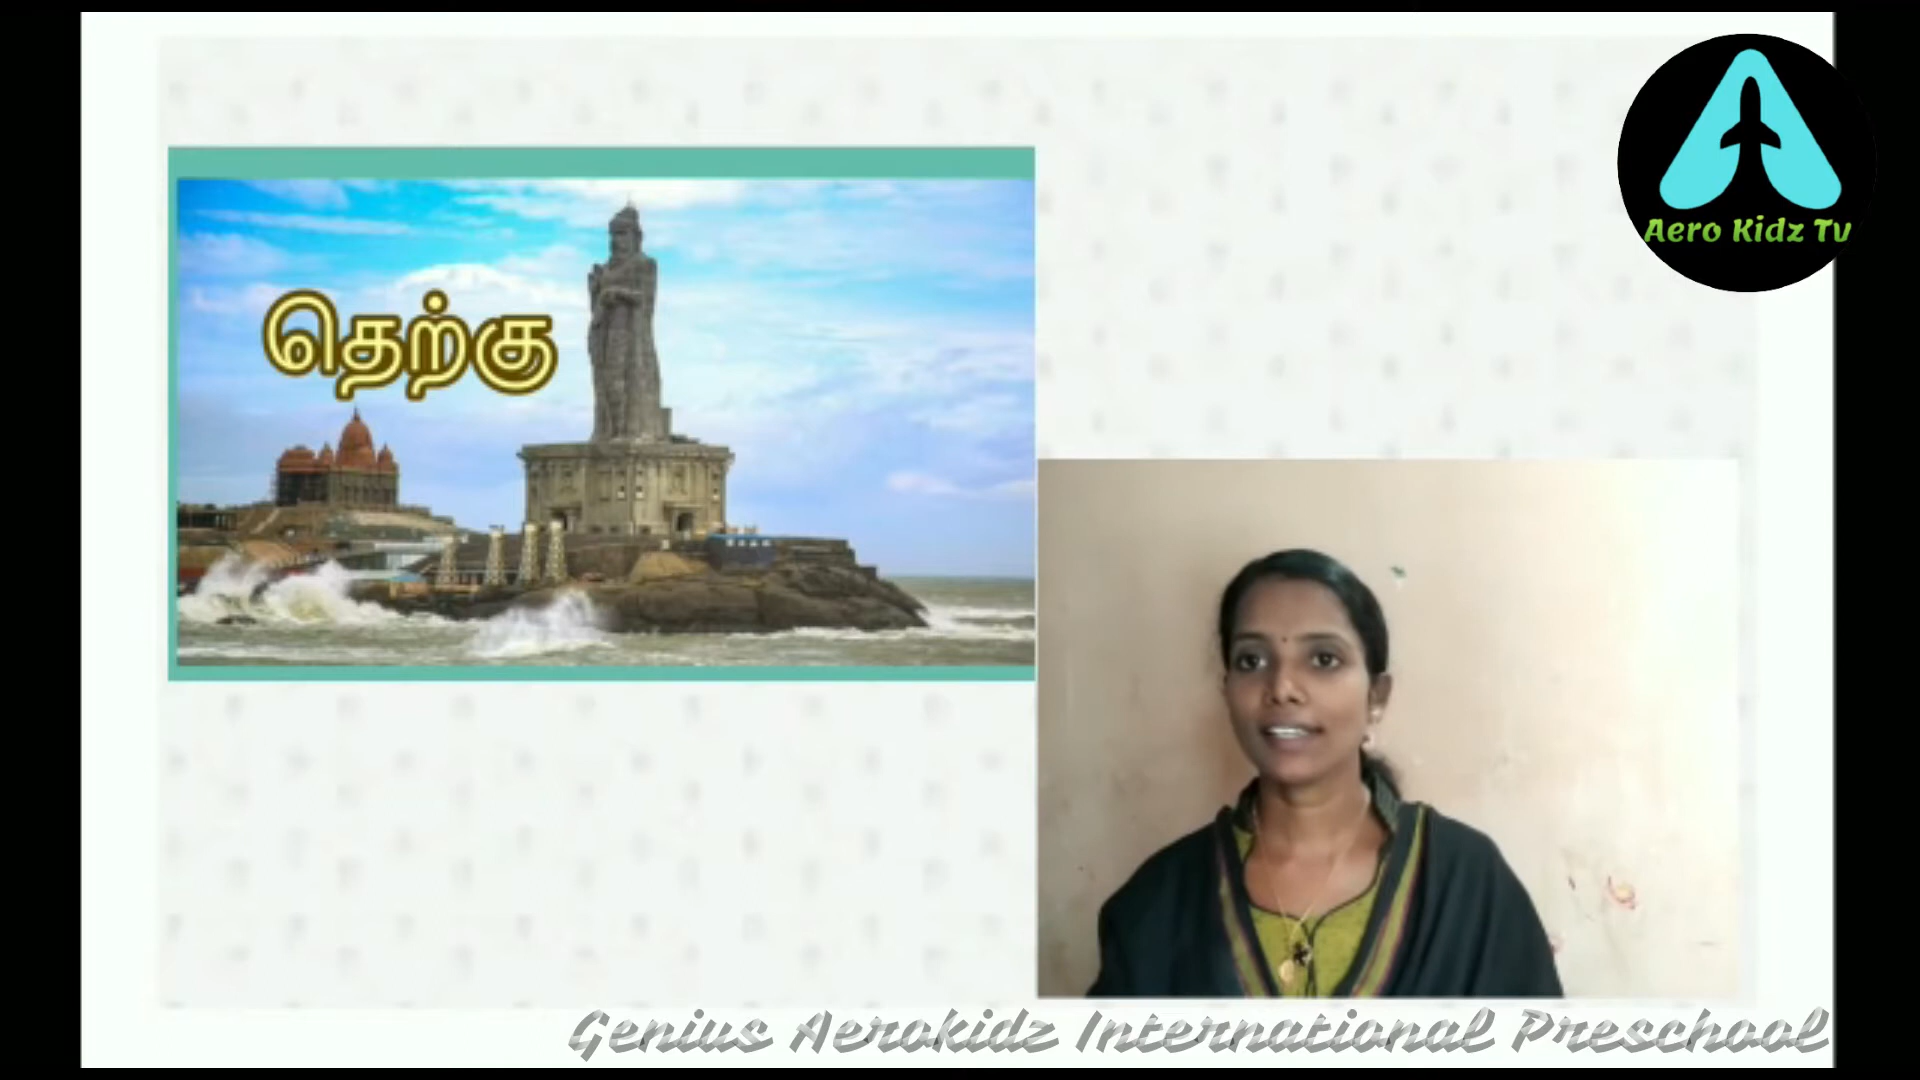 Aero Kidz Tv
தெற்கு
Genius Aerokidz International Preschool